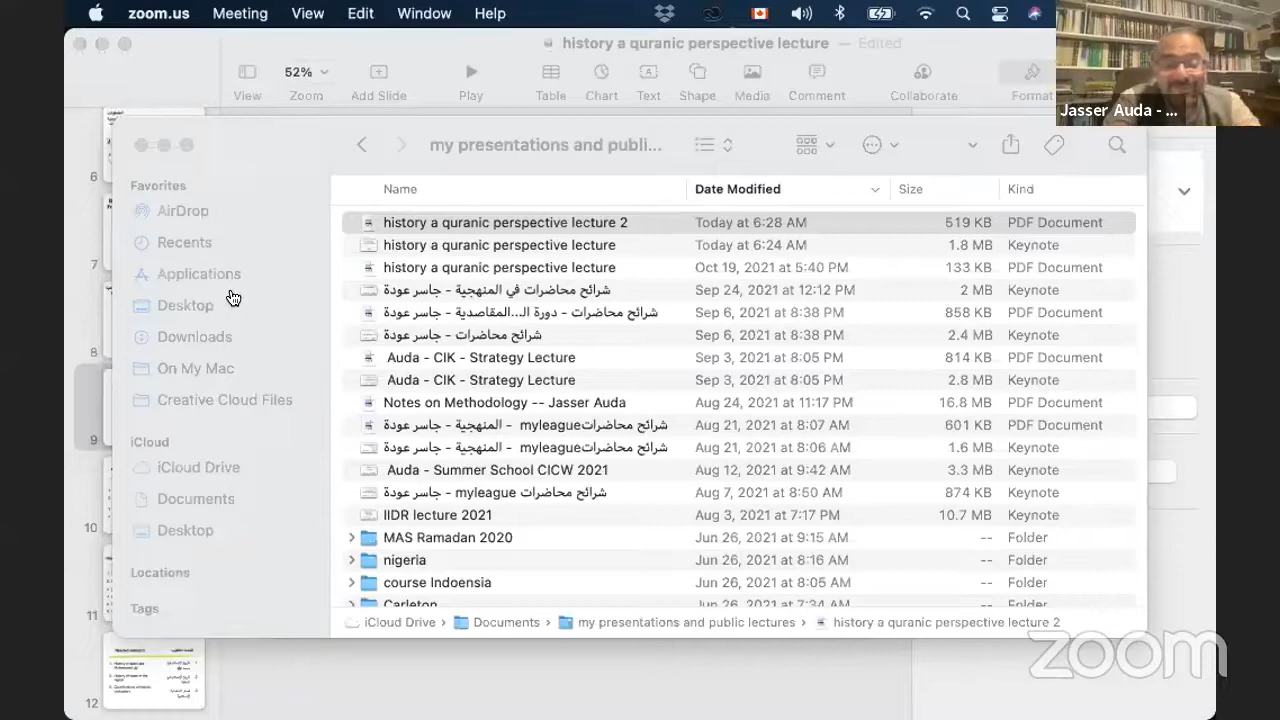 zoom.us Meeting View Edit Window Help
history a quranic perspective lecture — Edited
52%
View Zoom Add Slide Play Table Chart Text Shape Media Comment Collaborate Format
Jasser Auda - ...
my presentations and publi...
Favorites
AirDrop
Recents
Applications
Desktop
Downloads
On My Mac
Creative Cloud Files
iCloud
iCloud Drive
Documents
Desktop
Locations
Tags
Name Date Modified Size Kind
history a quranic perspective lecture 2 Today at 6:28 AM 519 KB PDF Document
history a quranic perspective lecture Today at 6:24 AM 1.8 MB Keynote
history a quranic perspective lecture Oct 19, 2021 at 5:40 PM 133 KB PDF Document
شرائح محاضرات في المنهجية - جاسر عودة Sep 24, 2021 at 12:12 PM 2 MB Keynote
شرائح محاضرات - دورة الـ...المقاصدية - جاسر عودة Sep 6, 2021 at 8:38 PM 858 KB PDF Document
شرائح محاضرات - جاسر عودة Sep 6, 2021 at 8:38 PM 2.4 MB Keynote
Auda - CIK - Strategy Lecture Sep 3, 2021 at 8:05 PM 814 KB PDF Document
Auda - CIK - Strategy Lecture Sep 3, 2021 at 8:05 PM 2.8 MB Keynote
Notes on Methodology -- Jasser Auda Aug 24, 2021 at 11:17 PM 16.8 MB PDF Document
شرائح محاضراتmyleague - المنهجية - جاسر عودة Aug 21, 2021 at 8:07 AM 601 KB PDF Document
شرائح محاضراتmyleague - المنهجية - جاسر عودة Aug 21, 2021 at 8:06 AM 1.6 MB Keynote
Auda - Summer School CICW 2021 Aug 12, 2021 at 9:42 AM 3.3 MB Keynote
شرائح محاضرات myleague - جاسر عودة Aug 7, 2021 at 8:50 AM 874 KB Keynote
IIDR lecture 2021 Aug 3, 2021 at 7:17 PM 10.7 MB Keynote
MAS Ramadan 2020 Jun 26, 2021 at 9:15 AM -- Folder
nigeria Jun 26, 2021 at 8:16 AM -- Folder
course Indoensia Jun 26, 2021 at 8:05 AM -- Folder
Carleton Jun 26, 2021 at 7:34 AM -- Folder
iCloud Drive › Documents › my presentations and public lectures › history a quranic perspective lecture 2
6
7
8
9
10
11
12
zoom